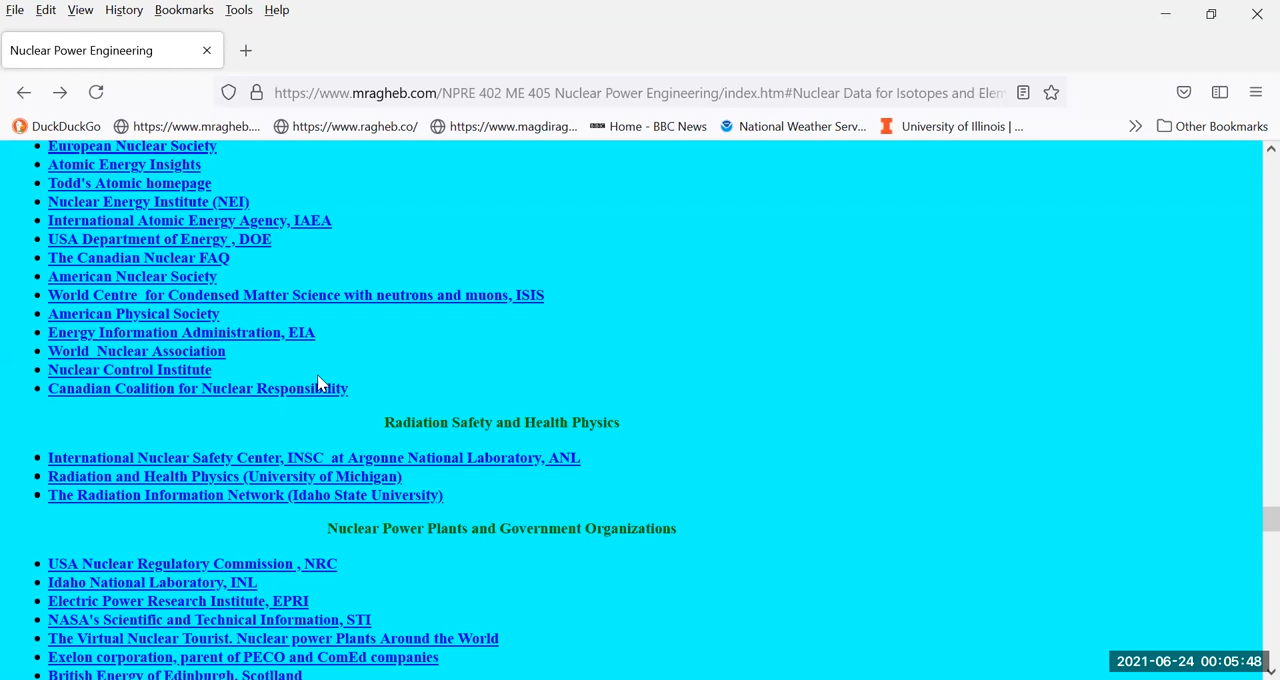 File Edit View History Bookmarks Tools Help
Nuclear Power Engineering
https://www.mragheb.com/NPRE 402 ME 405 Nuclear Power Engineering/index.htm#Nuclear Data for Isotopes and Elem
DuckDuckGo https://www.mragheb.... https://www.ragheb.co/ https://www.magdirag... BBC Home - BBC News National Weather Serv... University of Illinois | ... Other Bookmarks
European Nuclear Society
Atomic Energy Insights
Todd's Atomic homepage
Nuclear Energy Institute (NEI)
International Atomic Energy Agency, IAEA
USA Department of Energy , DOE
The Canadian Nuclear FAQ
American Nuclear Society
World Centre for Condensed Matter Science with neutrons and muons, ISIS
American Physical Society
Energy Information Administration, EIA
World Nuclear Association
Nuclear Control Institute
Canadian Coalition for Nuclear Responsibility
Radiation Safety and Health Physics
International Nuclear Safety Center, INSC at Argonne National Laboratory, ANL
Radiation and Health Physics (University of Michigan)
The Radiation Information Network (Idaho State University)
Nuclear Power Plants and Government Organizations
USA Nuclear Regulatory Commission , NRC
Idaho National Laboratory, INL
Electric Power Research Institute, EPRI
NASA's Scientific and Technical Information, STI
The Virtual Nuclear Tourist. Nuclear power Plants Around the World
Exelon corporation, parent of PECO and ComEd companies
British Energy of Edinburgh, Scotlland
2021-06-24 00:05:48